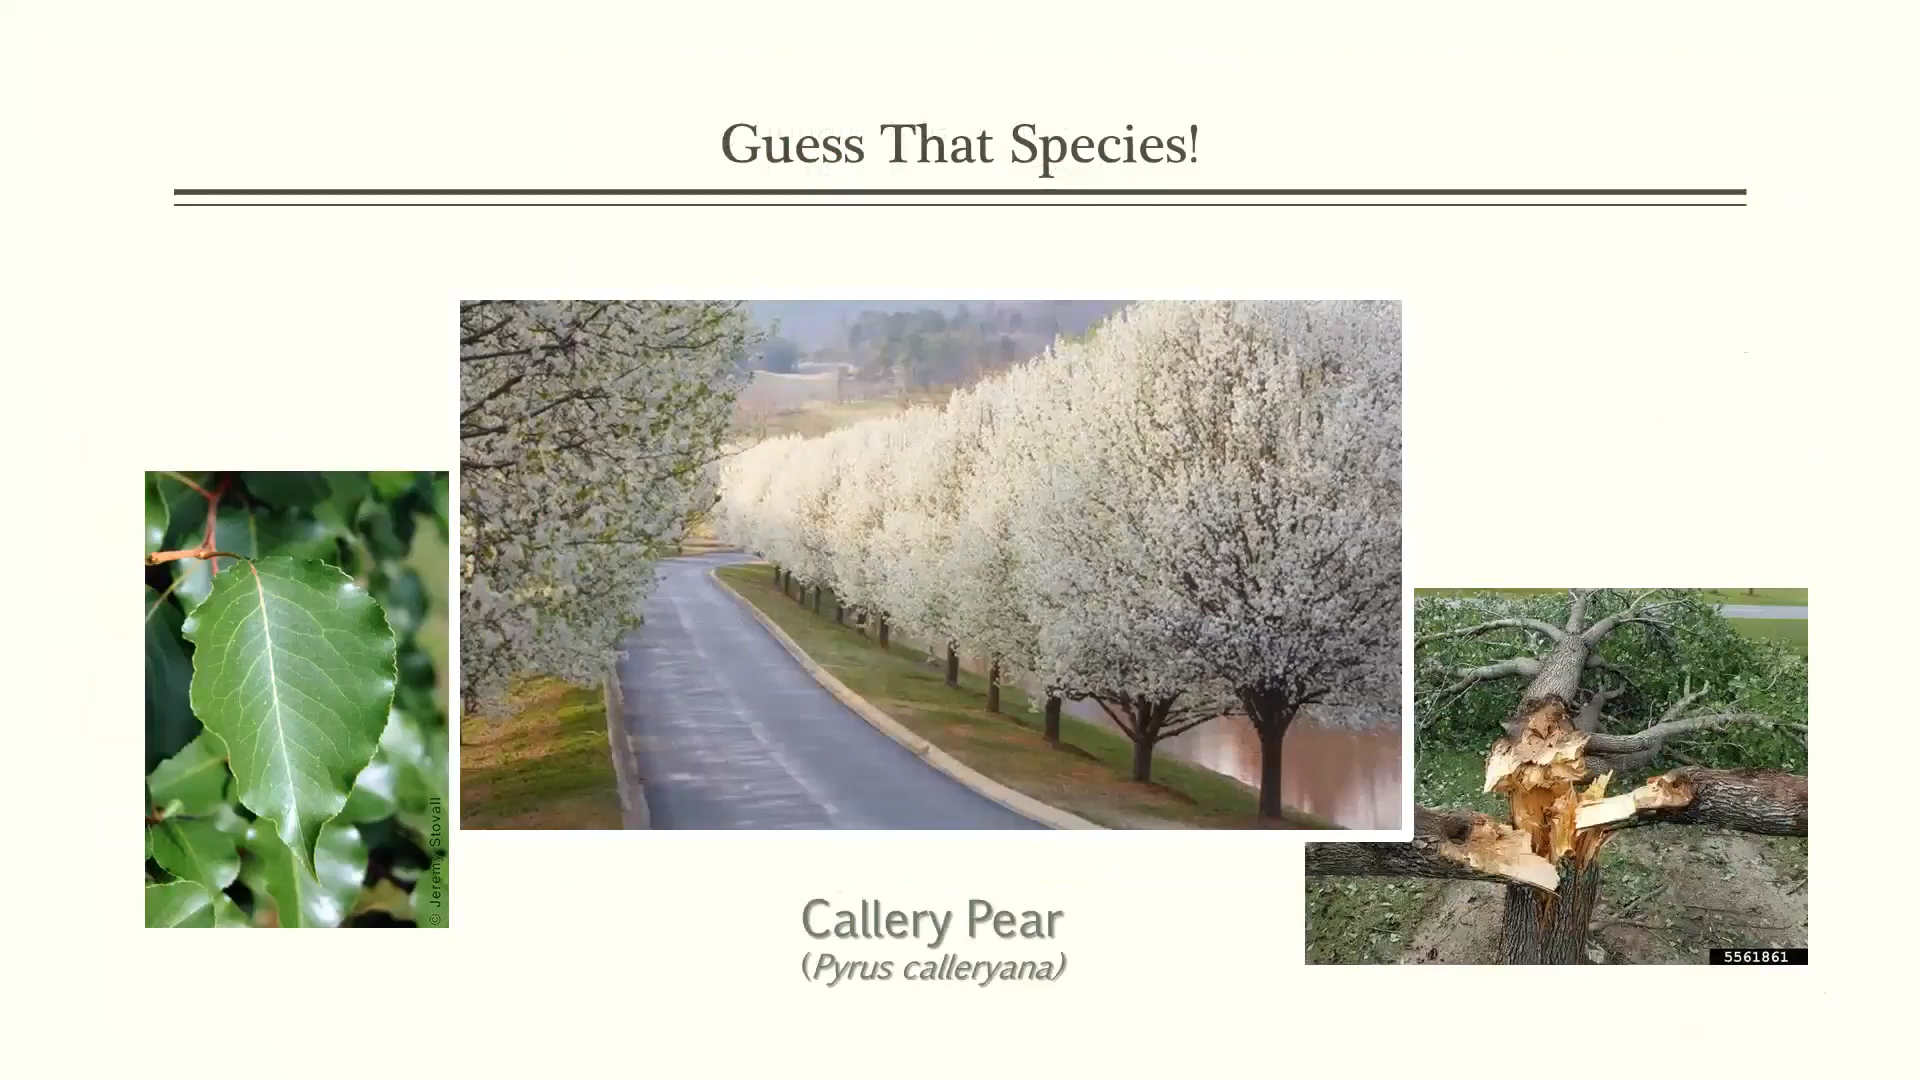 Guess That Species!
© Jeremy Stovall
Callery Pear
(Pyrus calleryana)
5561861